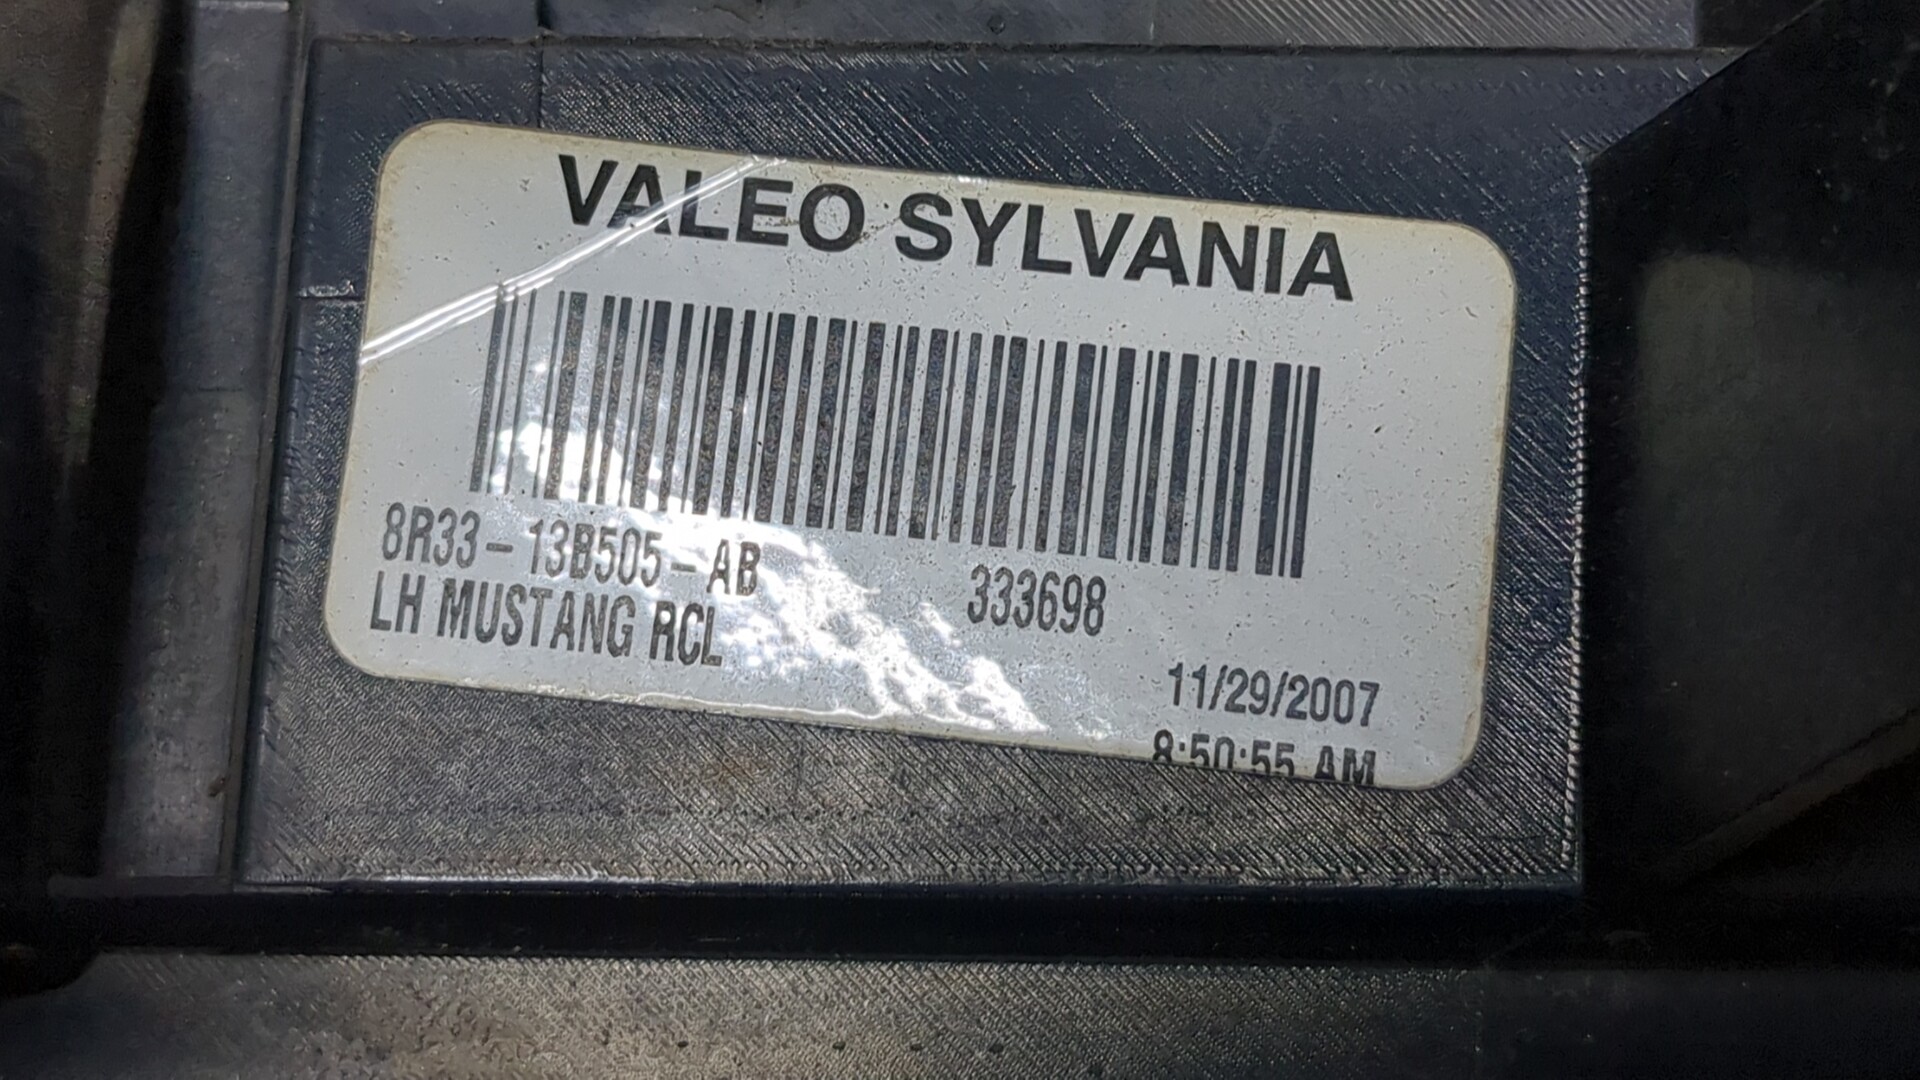 VALEO SYLVANIA
8R33-13B505-AB
333698
LH MUSTANG RCL
11/29/2007
8:50:55 AM